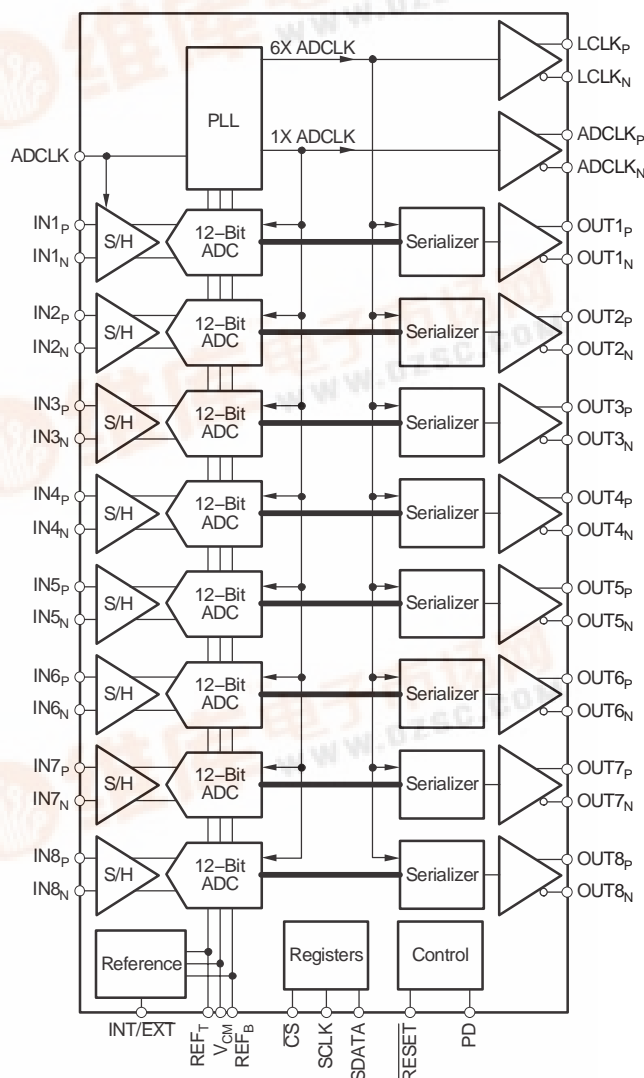 6X ADCLK
LCLKP
LCLKN
PLL
1X ADCLK
ADCLK
ADCLKP
ADCLKN
IN1P
IN1N
S/H
12–Bit
ADC
Serializer
OUT1P
OUT1N
IN2P
IN2N
S/H
12–Bit
ADC
Serializer
OUT2P
OUT2N
IN3P
IN3N
S/H
12–Bit
ADC
Serializer
OUT3P
OUT3N
IN4P
IN4N
S/H
12–Bit
ADC
Serializer
OUT4P
OUT4N
IN5P
IN5N
S/H
12–Bit
ADC
Serializer
OUT5P
OUT5N
IN6P
IN6N
S/H
12–Bit
ADC
Serializer
OUT6P
OUT6N
IN7P
IN7N
S/H
12–Bit
ADC
Serializer
OUT7P
OUT7N
IN8P
IN8N
S/H
12–Bit
ADC
Serializer
OUT8P
OUT8N
Reference
Registers
Control
INT/EXT
REFT
VCM
REFB
CS
SCLK
SDATA
RESET
PD